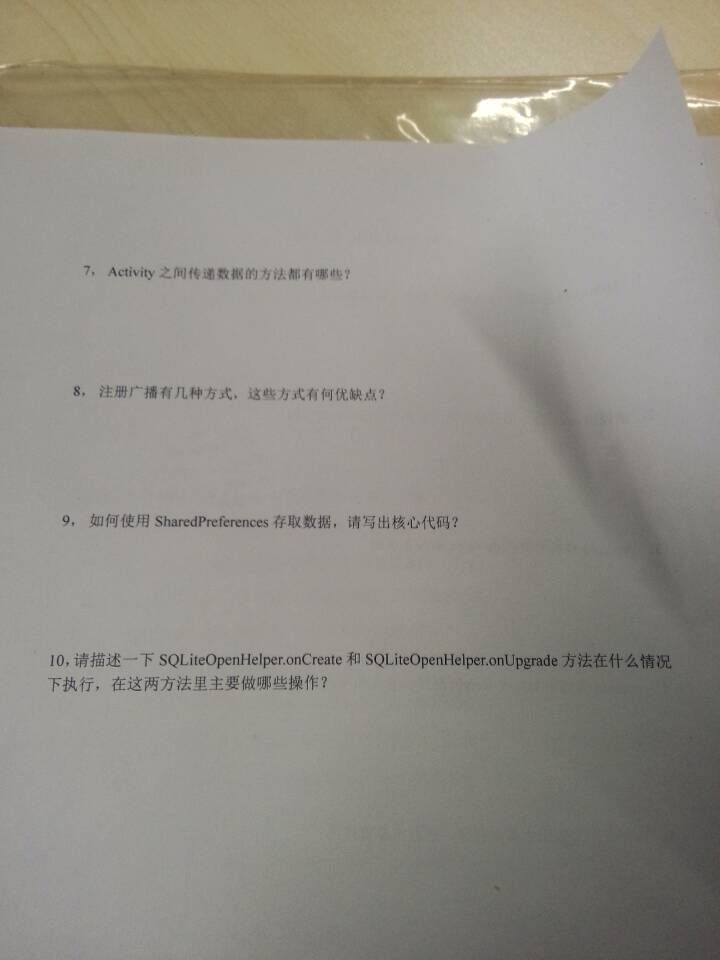 7， Activity 之间传递数据的方法都有哪些？
8， 注册广播有几种方式，这些方式有何优缺点？
9， 如何使用 SharedPreferences 存取数据，请写出核心代码？
10,请描述一下 SQLiteOpenHelper.onCreate 和 SQLiteOpenHelper.onUpgrade 方法在什么情况
下执行，在这两方法里主要做哪些操作？